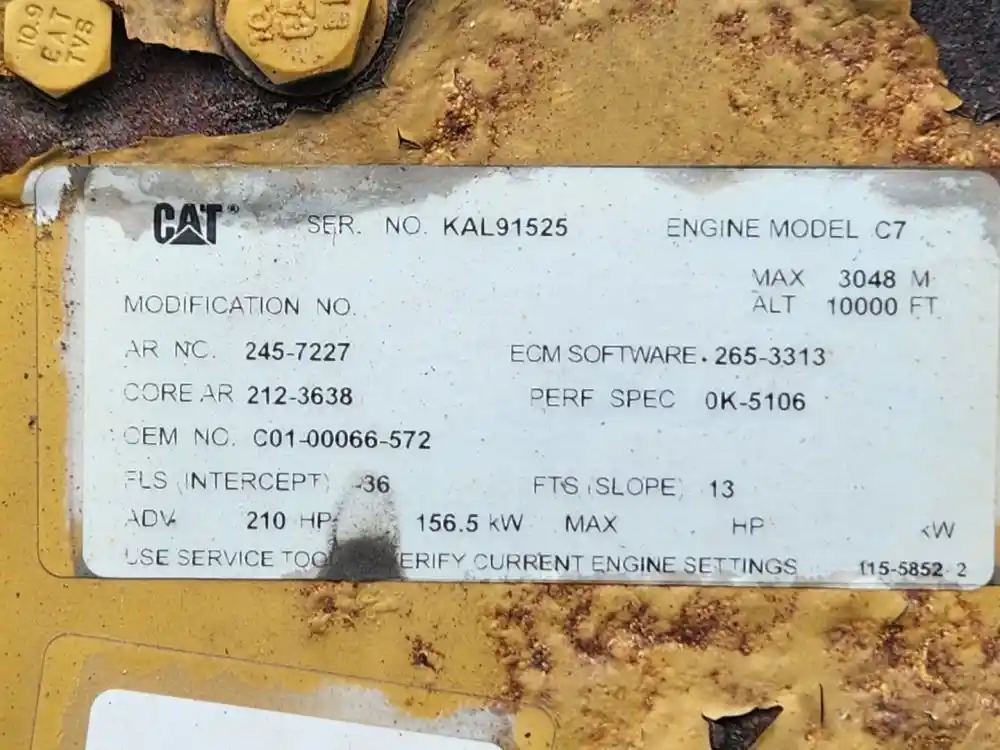 10.9
CAT
TVS
10.9
CAT® SER. NO. KAL91525 ENGINE MODEL C7
MAX 3048 M
ALT 10000 FT
MODIFICATION NO.
AR NO. 245-7227 ECM SOFTWARE 265-3313
CORE AR 212-3638 PERF SPEC 0K-5106
OEM NO. C01-00066-572
FLS (INTERCEPT) -36 FTS (SLOPE) 13
ADV 210 HP 156.5 kW MAX HP kW
USE SERVICE TOO ERIFY CURRENT ENGINE SETTINGS 115-5852 2